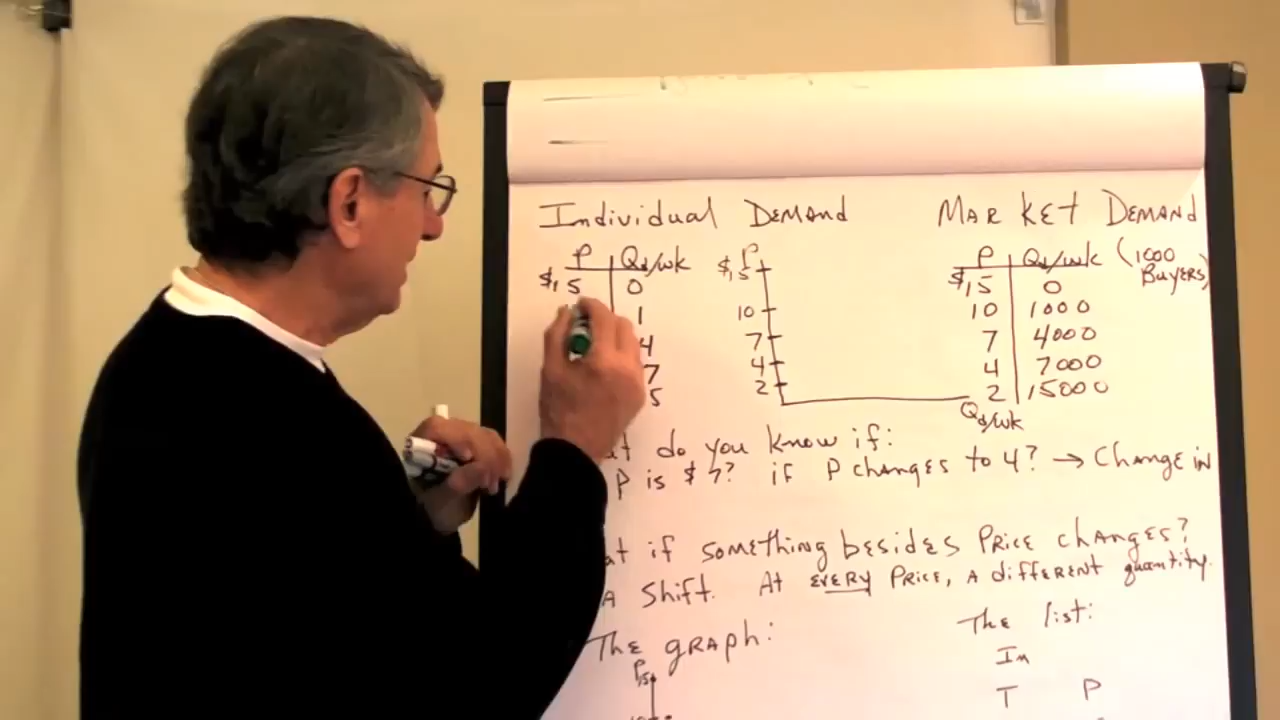 Individual DEMAND
P Qd/wk
$15 0
1
4
7
5
P
$15
10
7
4
2
Qd/wk
MarKET DEMAND
P Qd/wk (1000 Buyers)
$15 0
10 1000
7 4000
4 7000
2 15000
do you know if:
P is $7? if P changes to 4? → Change in
if something besides Price changes?
A Shift. At EVERY Price, a different quantity.
The graph:
P
15
The list:
In
T P